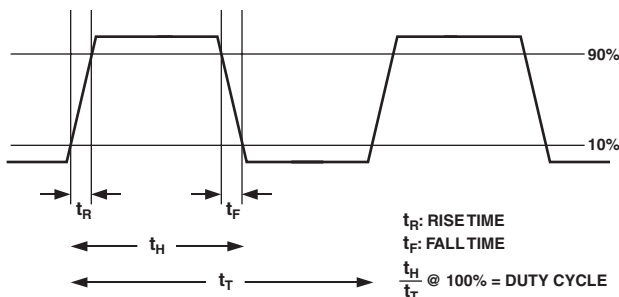 90%
10%
tR
tF
tH
tT
tR: RISE TIME
tF: FALL TIME
tH
tT @ 100% = DUTY CYCLE